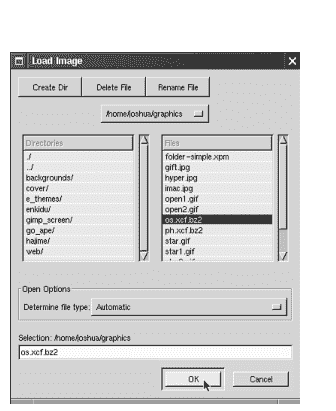 Load Image
Create Dir Delete File Rename File
/home/joshua/graphics
Directories
./
../
backgrounds/
cover/
e_themes/
enkidu/
gimp_screen/
go_ape/
hajime/
web/
Files
folder-simple.xpm
gift.jpg
hyper.jpg
imac.jpg
open1.gif
open2.gif
os.xcf.bz2
ph.xcf.bz2
star.gif
star1.gif
Open Options
Determine file type: Automatic
Selection: /home/joshua/graphics
os.xcf.bz2
OK Cancel